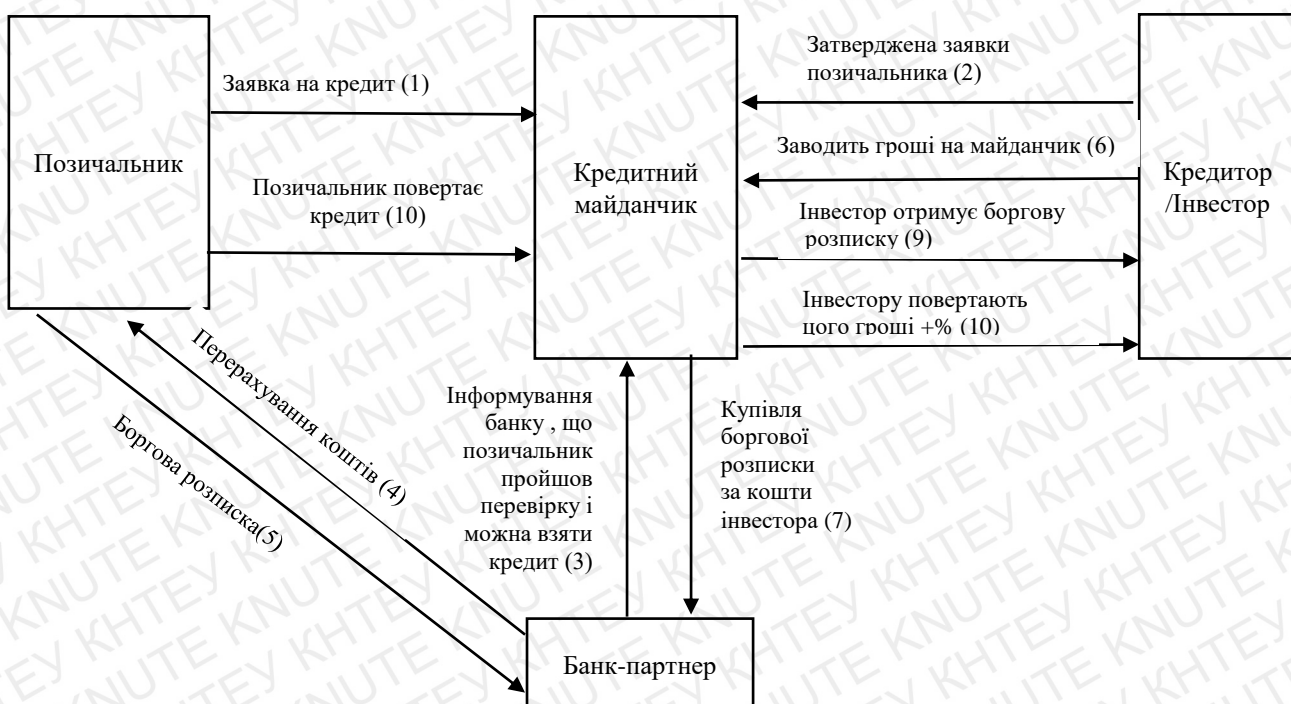 Затверджена заявки
позичальника (2)
Заявка на кредит (1)
Заводить гроші на майданчик (6)
Позичальник
Кредитний
майданчик
Кредитор
/Інвестор
Позичальник повертає
кредит (10)
Інвестор отримує боргову
розписку (9)
Інвестору повертають
цого гроші +% (10)
Перерахування коштів (4)
Боргова розписка(5)
Інформування
банку , що
позичальник
пройшов
перевірку і
можна взяти
кредит (3)
Купівля
боргової
розписки
за кошти
інвестора (7)
Банк-партнер